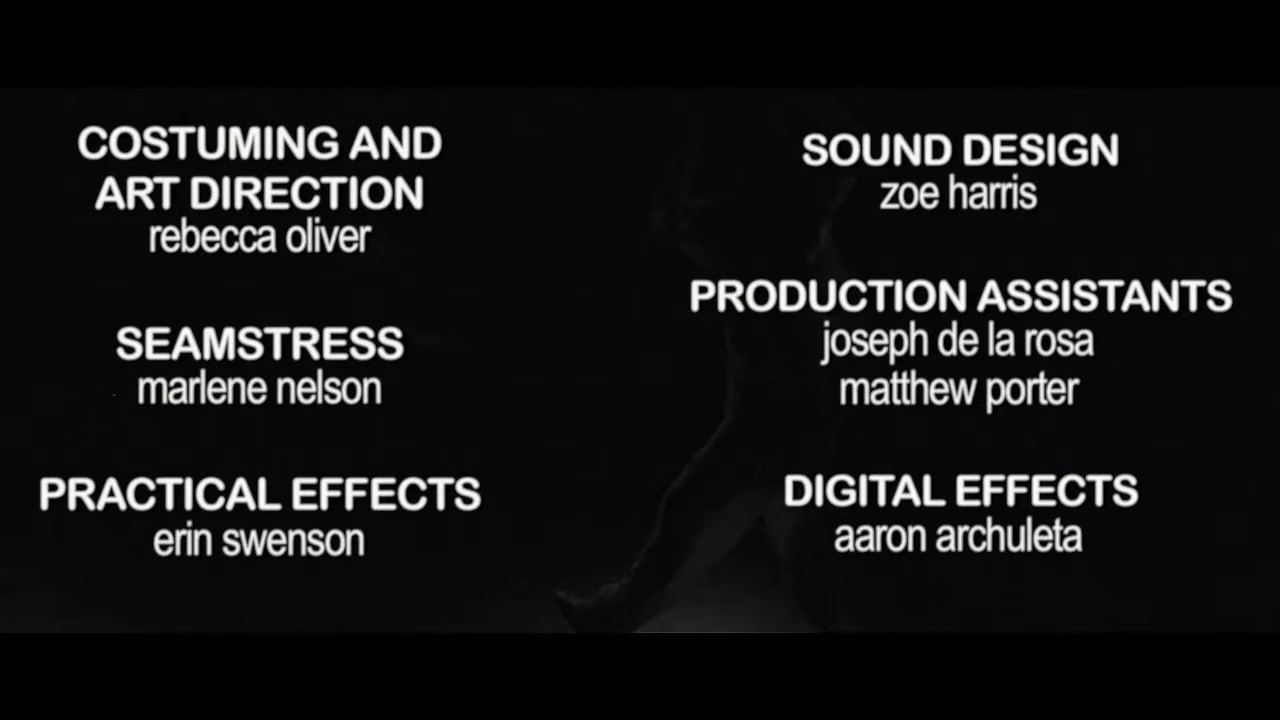 COSTUMING AND
ART DIRECTION
rebecca oliver
SEAMSTRESS
marlene nelson
PRACTICAL EFFECTS
erin swenson
SOUND DESIGN
zoe harris
PRODUCTION ASSISTANTS
joseph de la rosa
matthew porter
DIGITAL EFFECTS
aaron archuleta